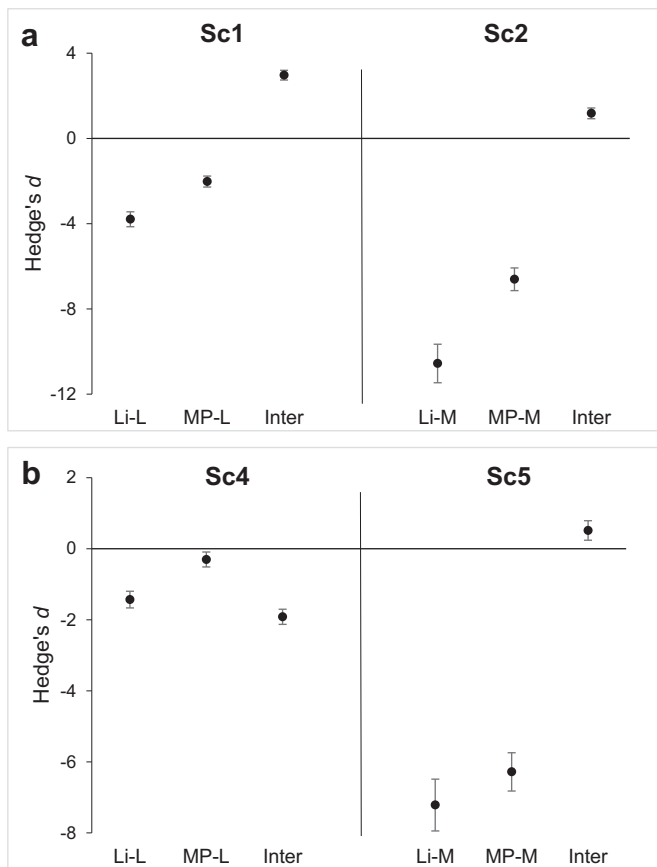 a
Sc1 Sc2
4
0
-4
-8
-12
Hedge's d
Li-L MP-L Inter Li-M MP-M Inter
b
Sc4 Sc5
2
0
-2
-4
-6
-8
Hedge's d
Li-L MP-L Inter Li-M MP-M Inter